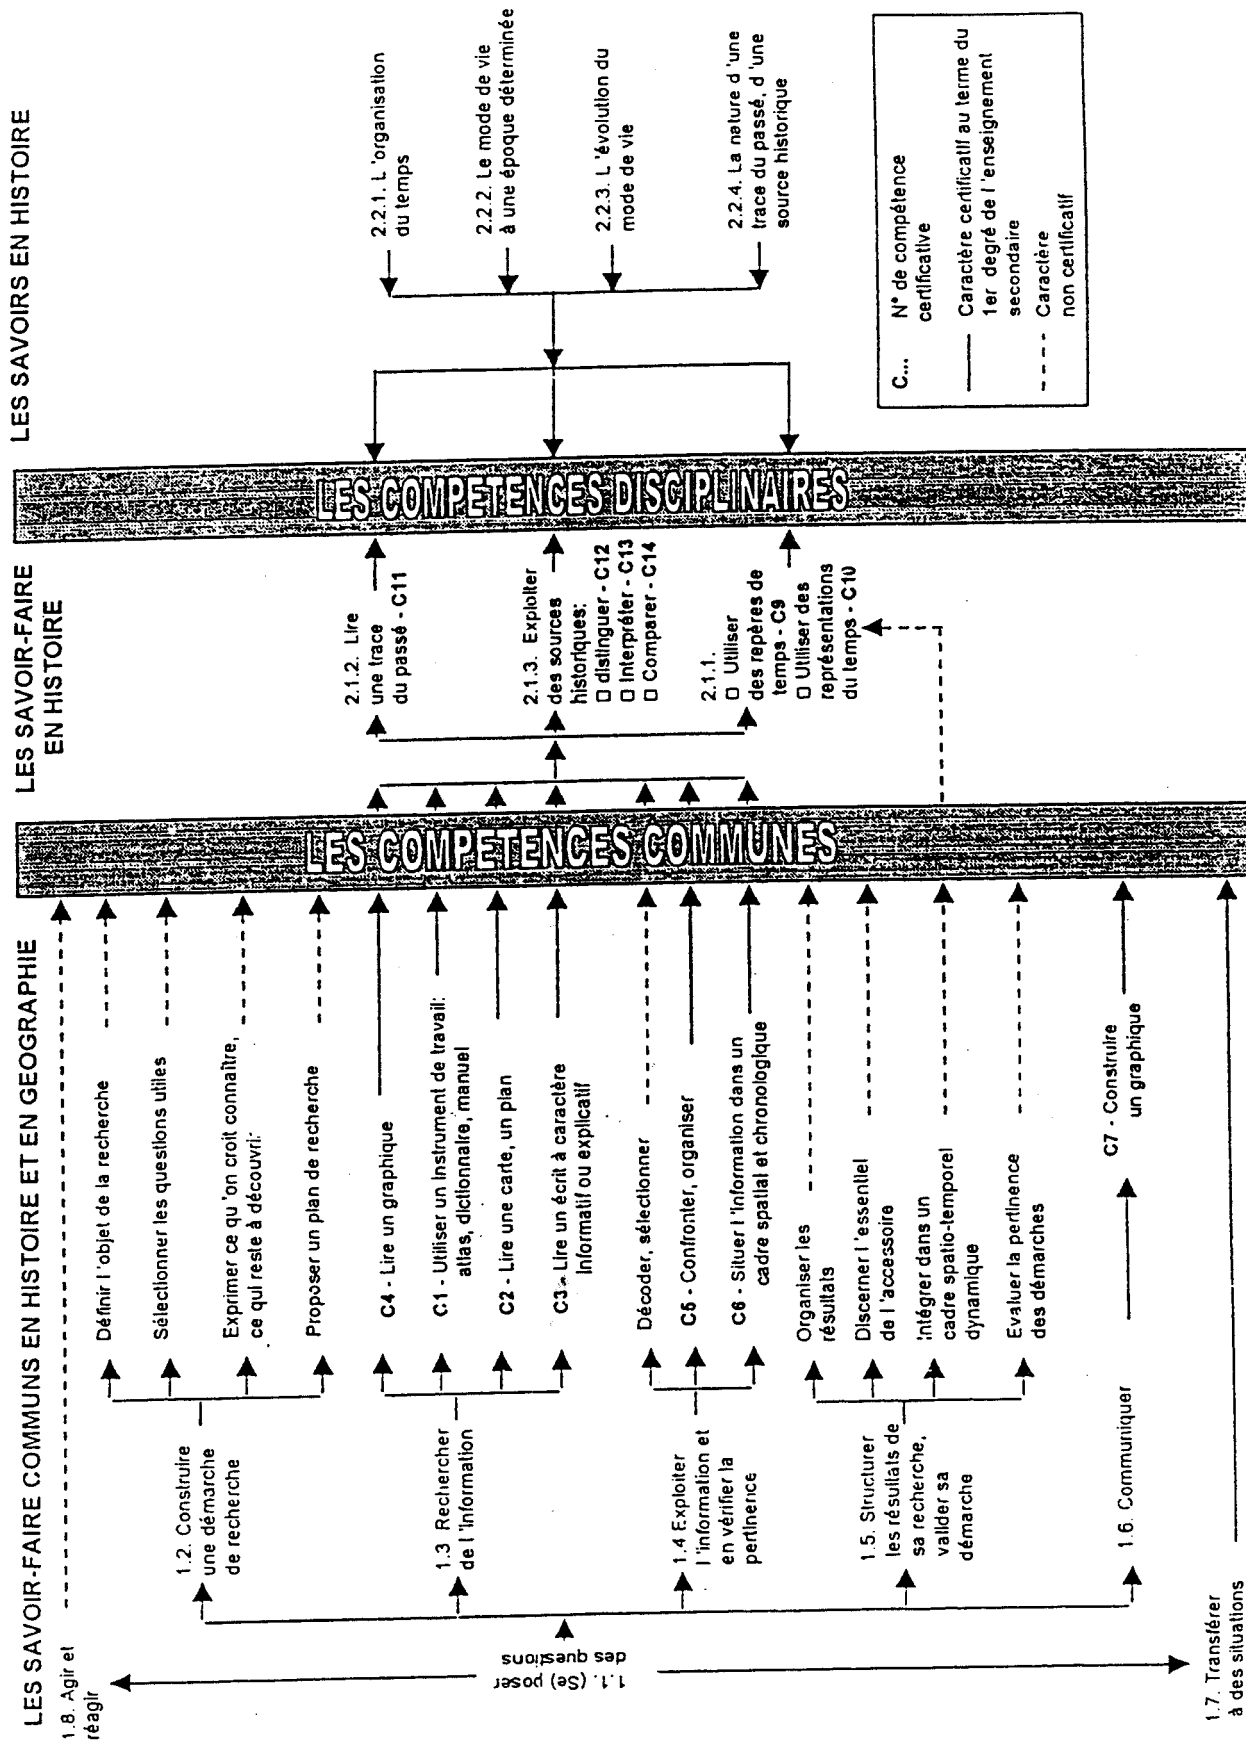 LES SAVOIR-FAIRE COMMUNS EN HISTOIRE ET EN GEOGRAPHIE
LES SAVOIR-FAIRE
EN HISTOIRE
LES SAVOIRS EN HISTOIRE
1.8. Agir et
réagir
1.1. (Se) poser
des questions
1.7. Transférer
à des situations
1.2. Construire
une démarche
de recherche
1.3 Rechercher
de l'Information
1.4 Exploiter
l'information et
en vérifier la
pertinence
1.5. Structurer
les résultats de
sa recherche,
valider sa
démarche
1.6. Communiquer
Définir l'objet de la recherche
Sélectionner les questions utiles
Exprimer ce qu'on croit connaître,
ce qui reste à découvri:
Proposer un plan de recherche
C4 - Lire un graphique
C1 - Utiliser un Instrument de travail:
atlas, dictionnaire, manuel
C2 - Lire une carte, un plan
C3 - Lire un écrit à caractère
Informatif ou explicatif
Décoder, sélectionner
C5 - Confronter, organiser
C6 - Situer l'Information dans un
cadre spatial et chronologique
Organiser les
résultats
Discerner l'essentiel
de l'accessoire
Intégrer dans un
cadre spatio-temporel
dynamique
Evaluer la pertinence
des démarches
C7 - Construire
un graphique
LES COMPETENCES COMMUNES
2.1.2. Lire
une trace
du passé - C11
2.1.3. Exploiter
des sources
historiques:
□ distinguer - C12
□ Interpréter - C13
□ Comparer - C14
2.1.1.
□ Utiliser
des repères de
temps - C9
□ Utiliser des
représentations
du temps - C10
LES COMPETENCES DISCIPLINAIRES
2.2.1. L'organisation
du temps
2.2.2. Le mode de vie
à une époque déterminée
2.2.3. L'évolution du
mode de vie
2.2.4. La nature d'une
trace du passé, d'une
source historique
C... N° de compétence
certificative
Caractère certificatif au terme du
1er degré de l'enseignement
secondaire
Caractère
non certificatif